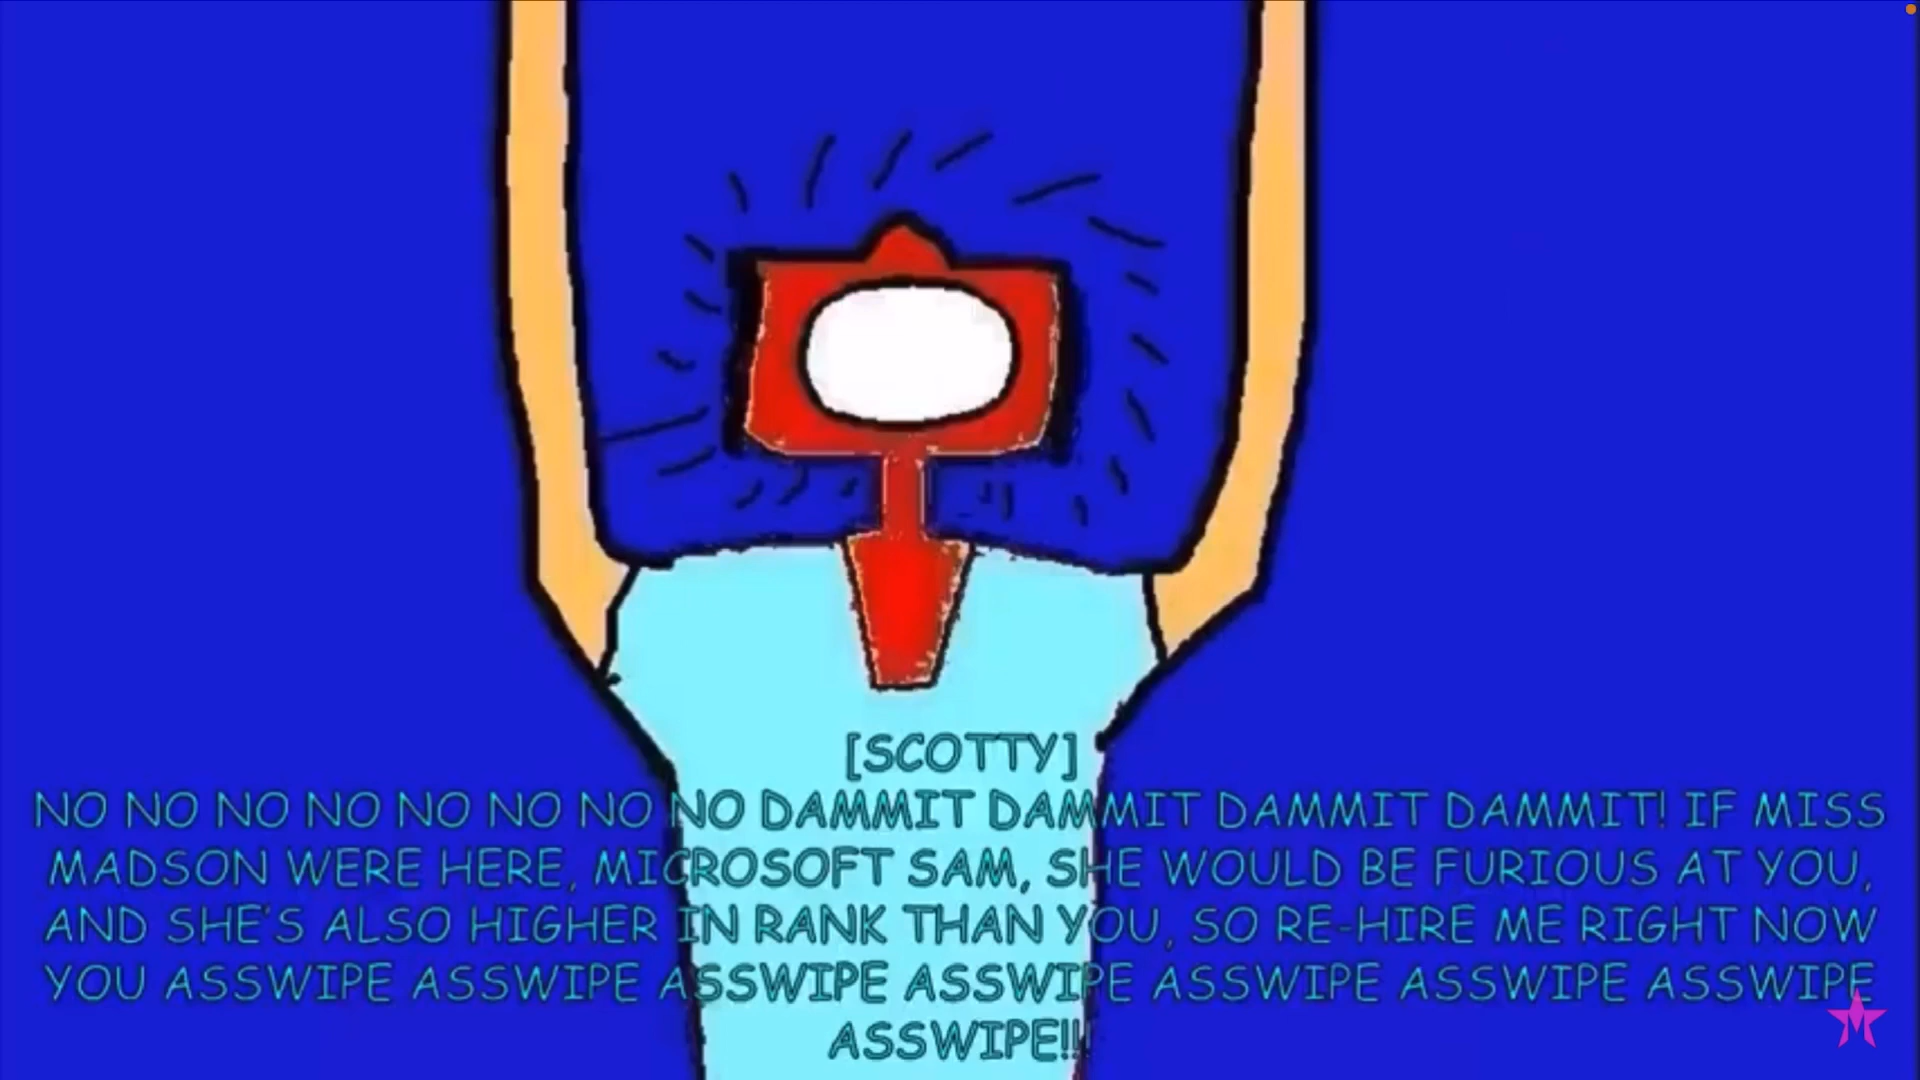 [SCOTTY]
NO NO NO NO NO NO NO NO DAMMIT DAMMIT DAMMIT DAMMIT! IF MISS
MADSON WERE HERE, MICROSOFT SAM, SHE WOULD BE FURIOUS AT YOU,
AND SHE'S ALSO HIGHER IN RANK THAN YOU, SO RE-HIRE ME RIGHT NOW
YOU ASSWIPE ASSWIPE ASSWIPE ASSWIPE ASSWIPE ASSWIPE ASSWIPE
ASSWIPE!!